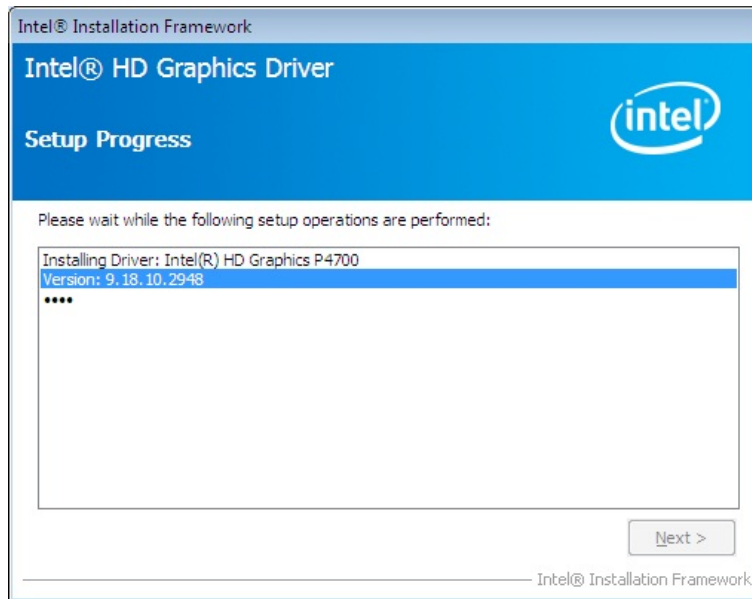 Intel® Installation Framework
Intel® HD Graphics Driver
intel®
Setup Progress
Please wait while the following setup operations are performed:
Installing Driver: Intel(R) HD Graphics P4700
Version: 9.18.10.2948
••••
Next >
Intel® Installation Framework